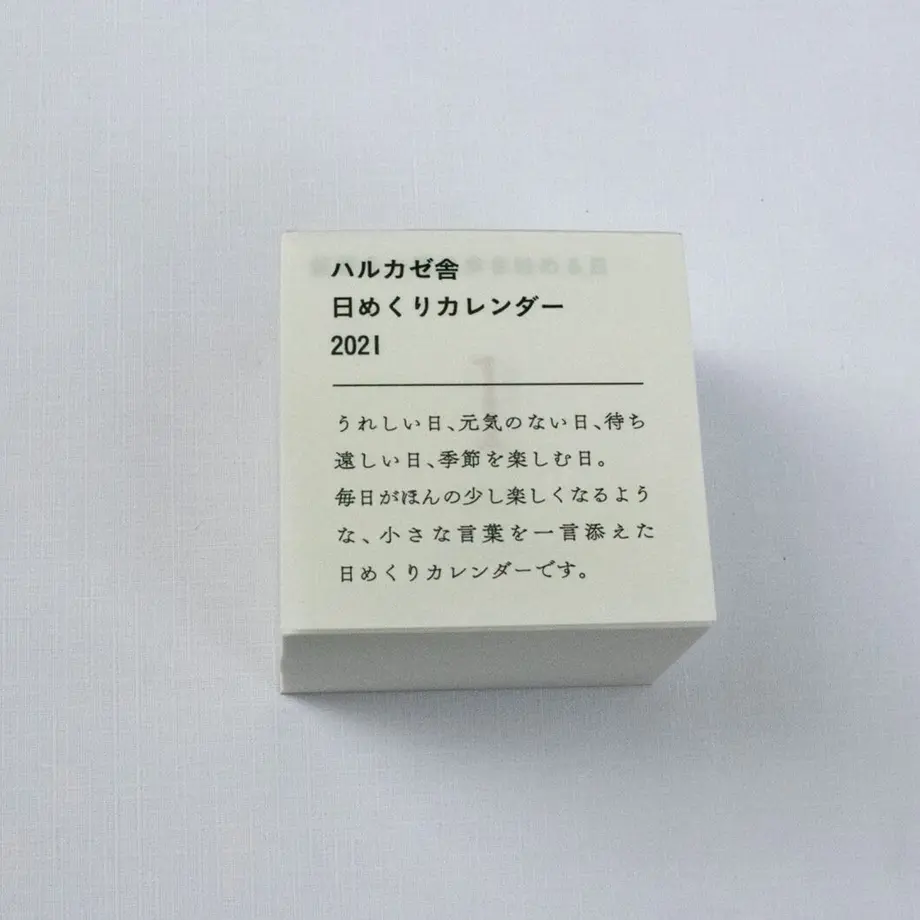 ハルカゼ舎
日めくりカレンダー
2021
うれしい日、元気のない日、待ち
遠しい日、季節を楽しむ日。
毎日がほんの少し楽しくなるよう
な、小さな言葉を一言添えた
日めくりカレンダーです。
1